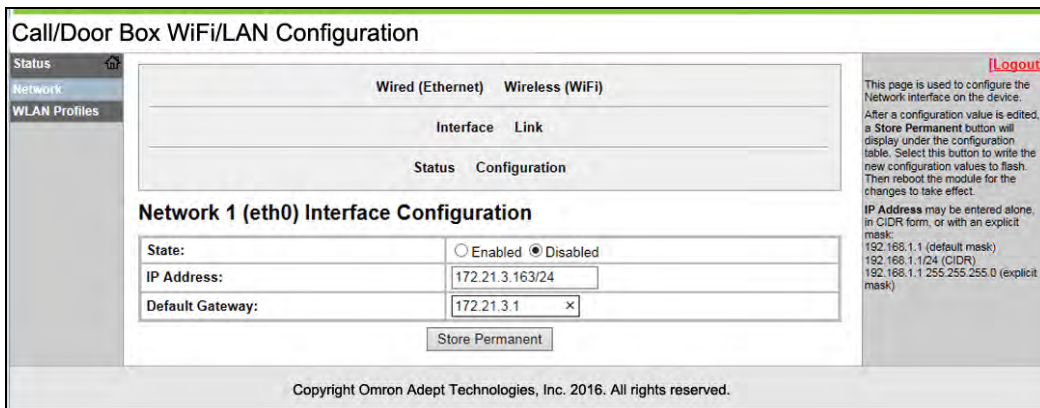 Call/Door Box WiFi/LAN Configuration
Status
Network
WLAN Profiles
Wired (Ethernet) Wireless (WiFi)
Interface Link
Status Configuration
Network 1 (eth0) Interface Configuration
State: Enabled Disabled
IP Address: 172.21.3.163/24
Default Gateway: 172.21.3.1 ×
Store Permanent
[Logout
This page is used to configure the
Network interface on the device.
After a configuration value is edited,
a Store Permanent button will
display under the configuration
table. Select this button to write the
new configuration values to flash.
Then reboot the module for the
changes to take effect.
IP Address may be entered alone,
in CIDR form, or with an explicit
mask:
192.168.1.1 (default mask)
192.168.1.1/24 (CIDR)
192.168.1.1 255.255.255.0 (explicit
mask)
Copyright Omron Adept Technologies, Inc. 2016. All rights reserved.